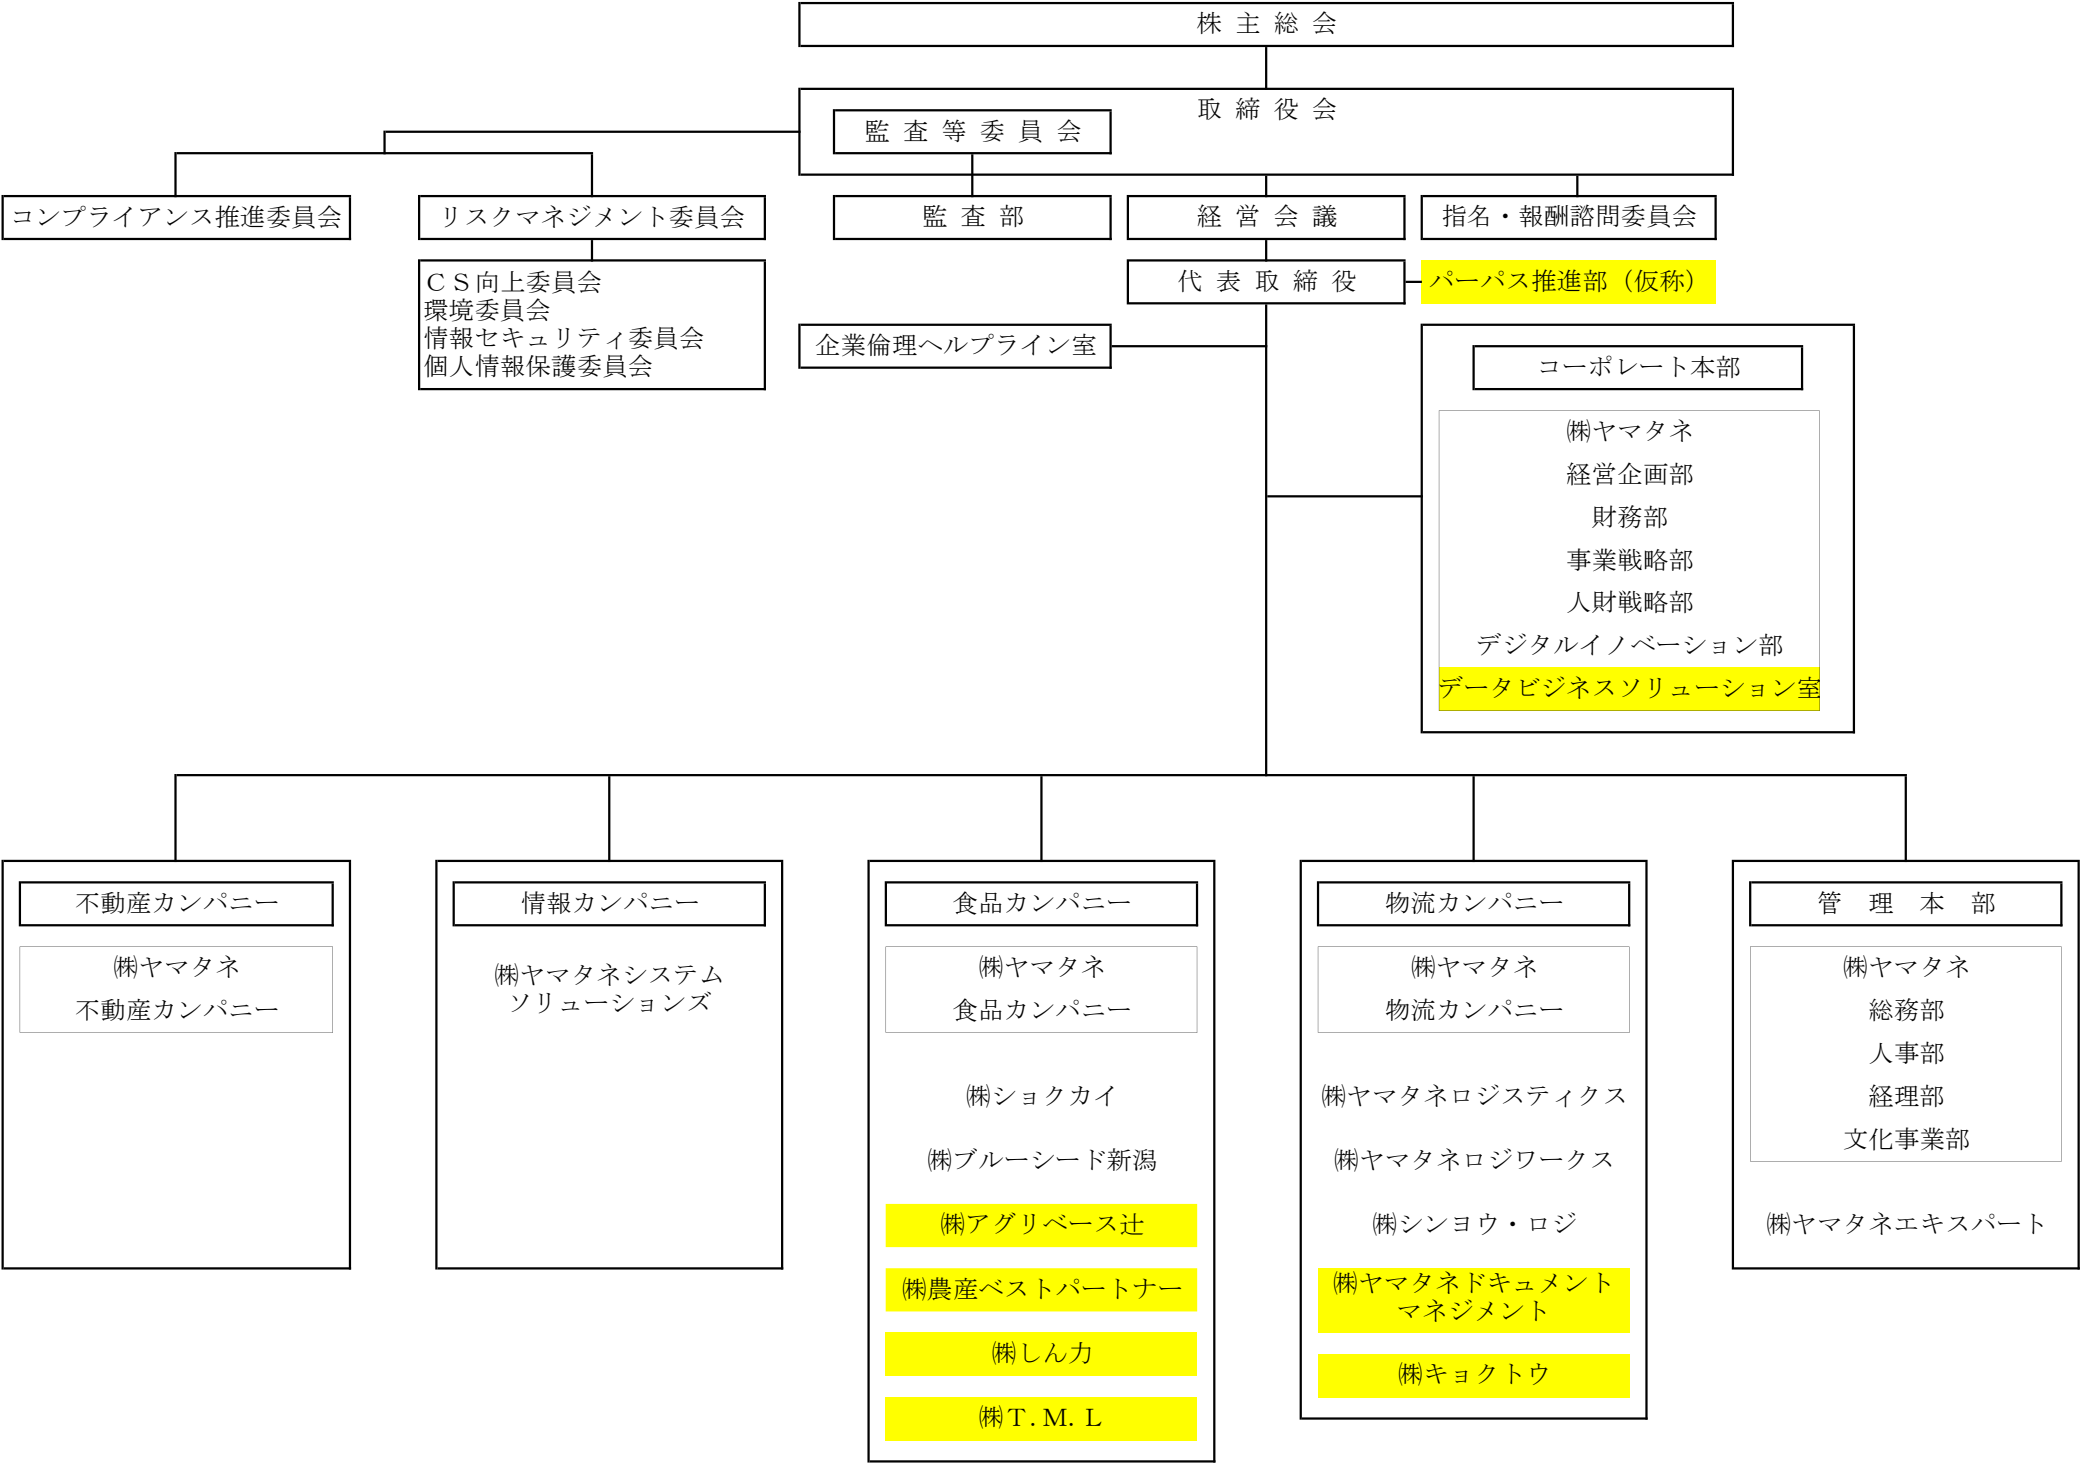 株主総会
取締役会
監査等委員会
コンプライアンス推進委員会
リスクマネジメント委員会
監査部
経営会議
指名・報酬諮問委員会
ＣＳ向上委員会
環境委員会
情報セキュリティ委員会
個人情報保護委員会
代表取締役
パーパス推進部（仮称）
企業倫理ヘルプライン室
コーポレート本部
㈱ヤマタネ
経営企画部
財務部
事業戦略部
人財戦略部
デジタルイノベーション部
データビジネスソリューション室
不動産カンパニー
㈱ヤマタネ
不動産カンパニー
情報カンパニー
㈱ヤマタネシステム
ソリューションズ
食品カンパニー
㈱ヤマタネ
食品カンパニー
㈱ショクカイ
㈱ブルーシード新潟
㈱アグリベース辻
㈱農産ベストパートナー
㈱しん力
㈱Ｔ.Ｍ.Ｌ
物流カンパニー
㈱ヤマタネ
物流カンパニー
㈱ヤマタネロジスティクス
㈱ヤマタネロジワークス
㈱シンヨウ・ロジ
㈱ヤマタネドキュメント
マネジメント
㈱キョクトウ
管理本部
㈱ヤマタネ
総務部
人事部
経理部
文化事業部
㈱ヤマタネエキスパート